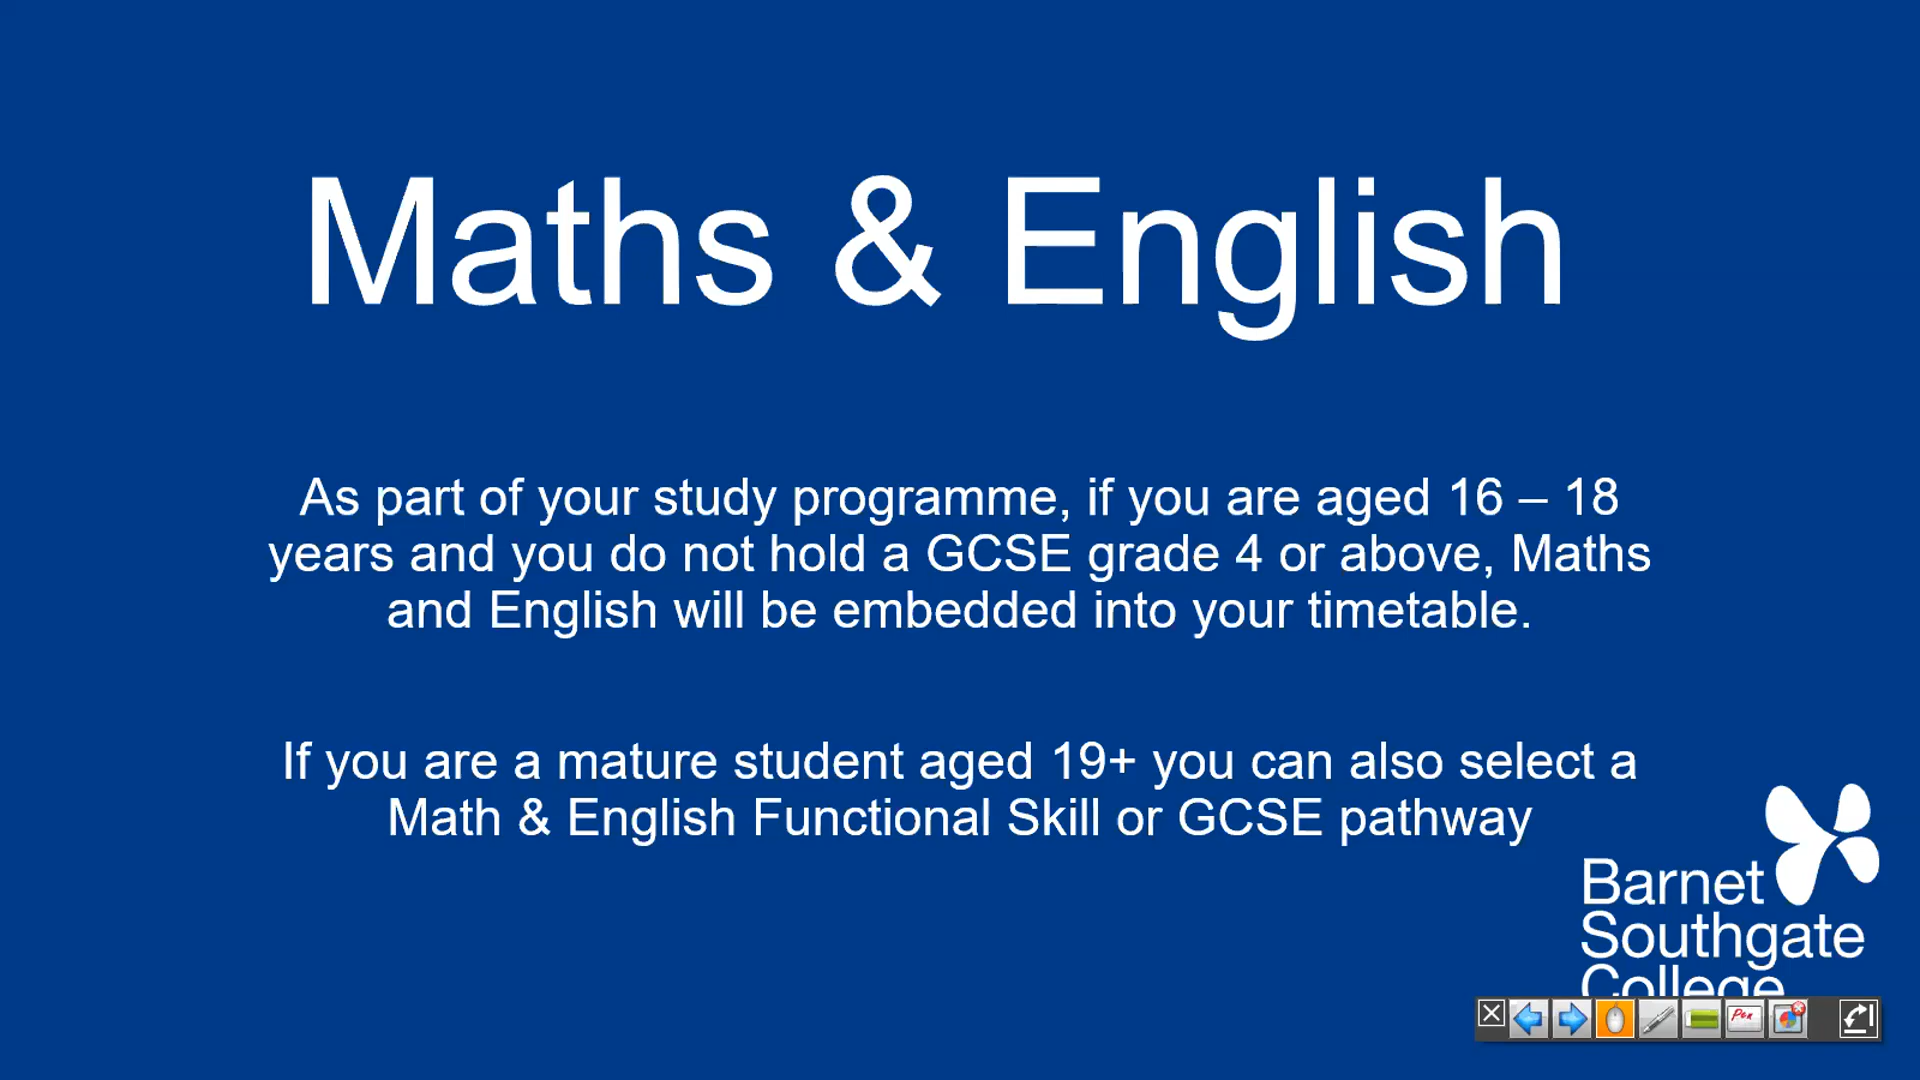 Maths & English
As part of your study programme, if you are aged 16 – 18
years and you do not hold a GCSE grade 4 or above, Maths
and English will be embedded into your timetable.
If you are a mature student aged 19+ you can also select a
Math & English Functional Skill or GCSE pathway
Barnet
Southgate
College
Pen